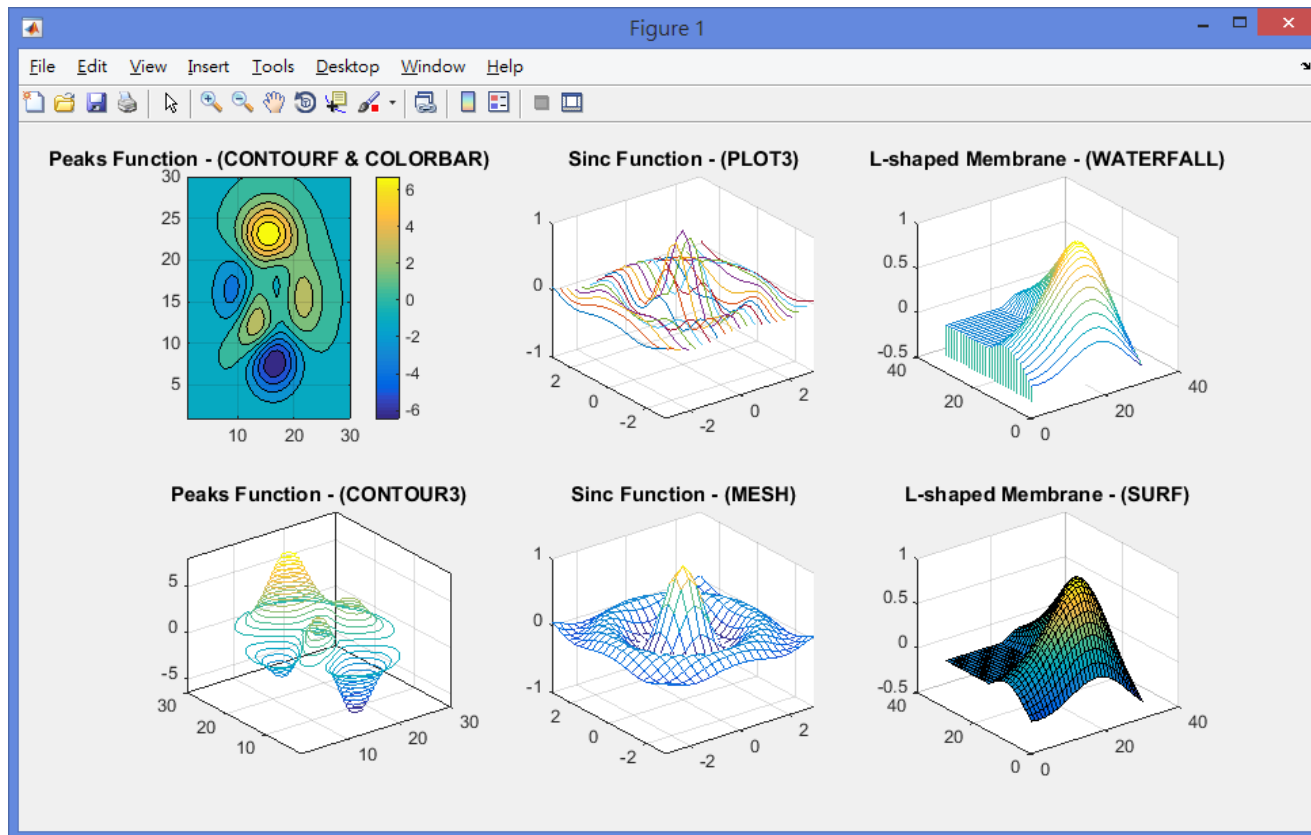 Figure 1
File Edit View Insert Tools Desktop Window Help
Peaks Function - (CONTOURF & COLORBAR)
30
25
20
15
10
5
10 20 30
6
4
2
0
-2
-4
-6
Sinc Function - (PLOT3)
1
0
-1
2 0 -2
-2 0 2
L-shaped Membrane - (WATERFALL)
1
0.5
0
-0.5
40 20 0
0 20 40
Peaks Function - (CONTOUR3)
5
0
-5
30 20 10
10 20 30
Sinc Function - (MESH)
1
0
-1
2 0 -2
-2 0 2
L-shaped Membrane - (SURF)
1
0.5
0
-0.5
40 20 0
0 20 40